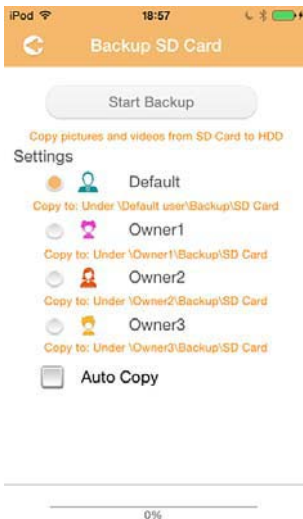 iPod 18:57
Backup SD Card
Start Backup
Copy pictures and videos from SD Card to HDD
Settings
Default
Copy to: Under \Default user\Backup\SD Card
Owner1
Copy to: Under \Owner1\Backup\SD Card
Owner2
Copy to: Under \Owner2\Backup\SD Card
Owner3
Copy to: Under \Owner3\Backup\SD Card
Auto Copy
0%